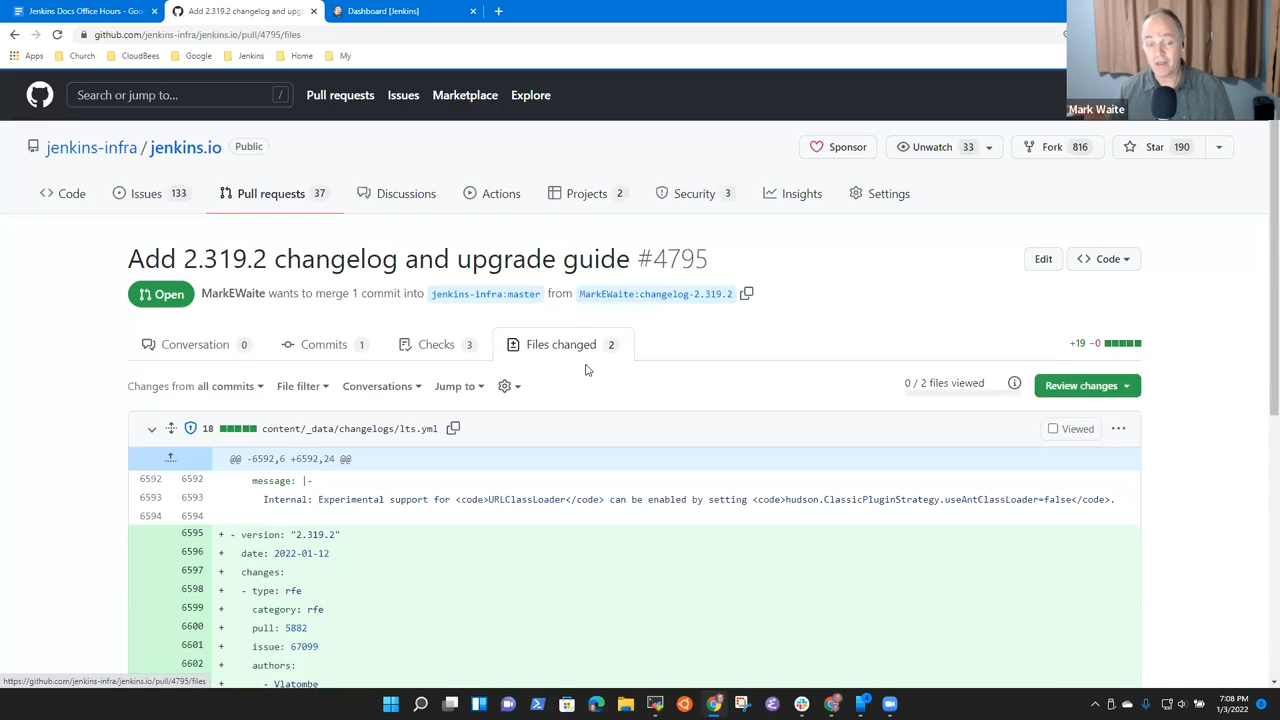 Jenkins Docs Office Hours - Goo
Add 2.319.2 changelog and upg
Dashboard [Jenkins]
github.com/jenkins-infra/jenkins.io/pull/4795/files
Apps Church CloudBees Google Jenkins Home My
Mark Waite
Search or jump to... /
Pull requests Issues Marketplace Explore
jenkins-infra / jenkins.io Public
Sponsor Unwatch 33 Fork 816 Star 190
Code Issues 133 Pull requests 37 Discussions Actions Projects 2 Security 3 Insights Settings
Add 2.319.2 changelog and upgrade guide #4795
Edit <> Code
Open MarkEWaite wants to merge 1 commit into jenkins-infra:master from MarkEWaite:changelog-2.319.2
Conversation 0 Commits 1 Checks 3 Files changed 2 +19 −0
Changes from all commits File filter Conversations Jump to 0 / 2 files viewed Review changes
18 content/_data/changelogs/lts.yml Viewed
@@ -6592,6 +6592,24 @@
6592 6592 message: |-
6593 6593 Internal: Experimental support for <code>URLClassLoader</code> can be enabled by setting <code>hudson.ClassicPluginStrategy.useAntClassLoader=false</code>.
6594 6594
6595 + - version: "2.319.2"
6596 + date: 2022-01-12
6597 + changes:
6598 + - type: rfe
6599 + category: rfe
6600 + pull: 5882
6601 + issue: 67099
6602 + authors:
+ - Vlatombe
https://github.com/jenkins-infra/jenkins.io/pull/4795/files
7:08 PM
1/3/2022